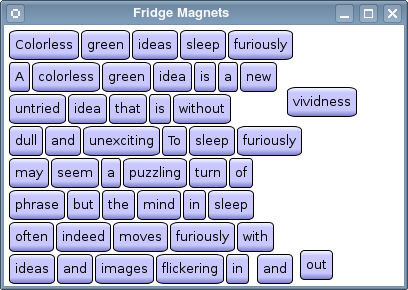 Fridge Magnets
Colorless green ideas sleep furiously
A colorless green idea is a new
untried idea that is without vividness
dull and unexciting To sleep furiously
may seem a puzzling turn of
phrase but the mind in sleep
often indeed moves furiously with
ideas and images flickering in and out